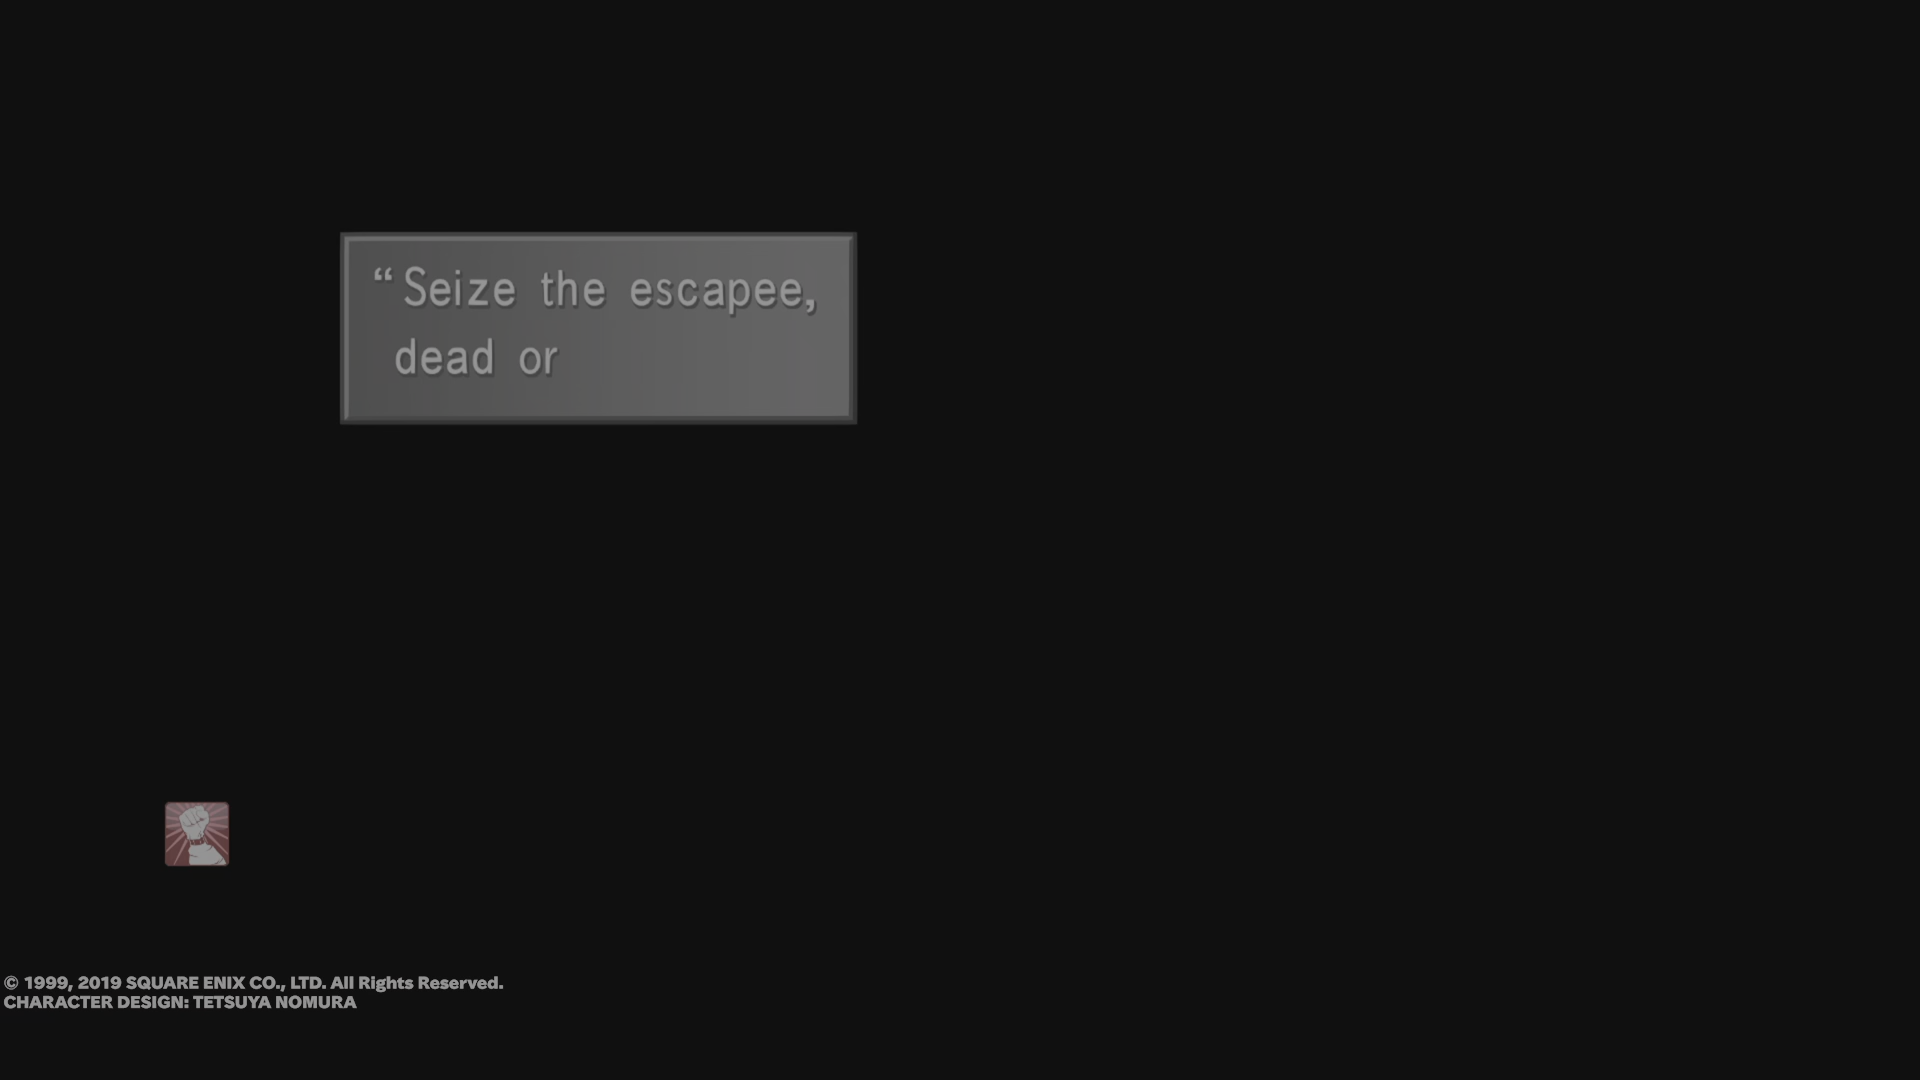 “Seize the escapee,
dead or
© 1999, 2019 SQUARE ENIX CO., LTD. All Rights Reserved.
CHARACTER DESIGN: TETSUYA NOMURA